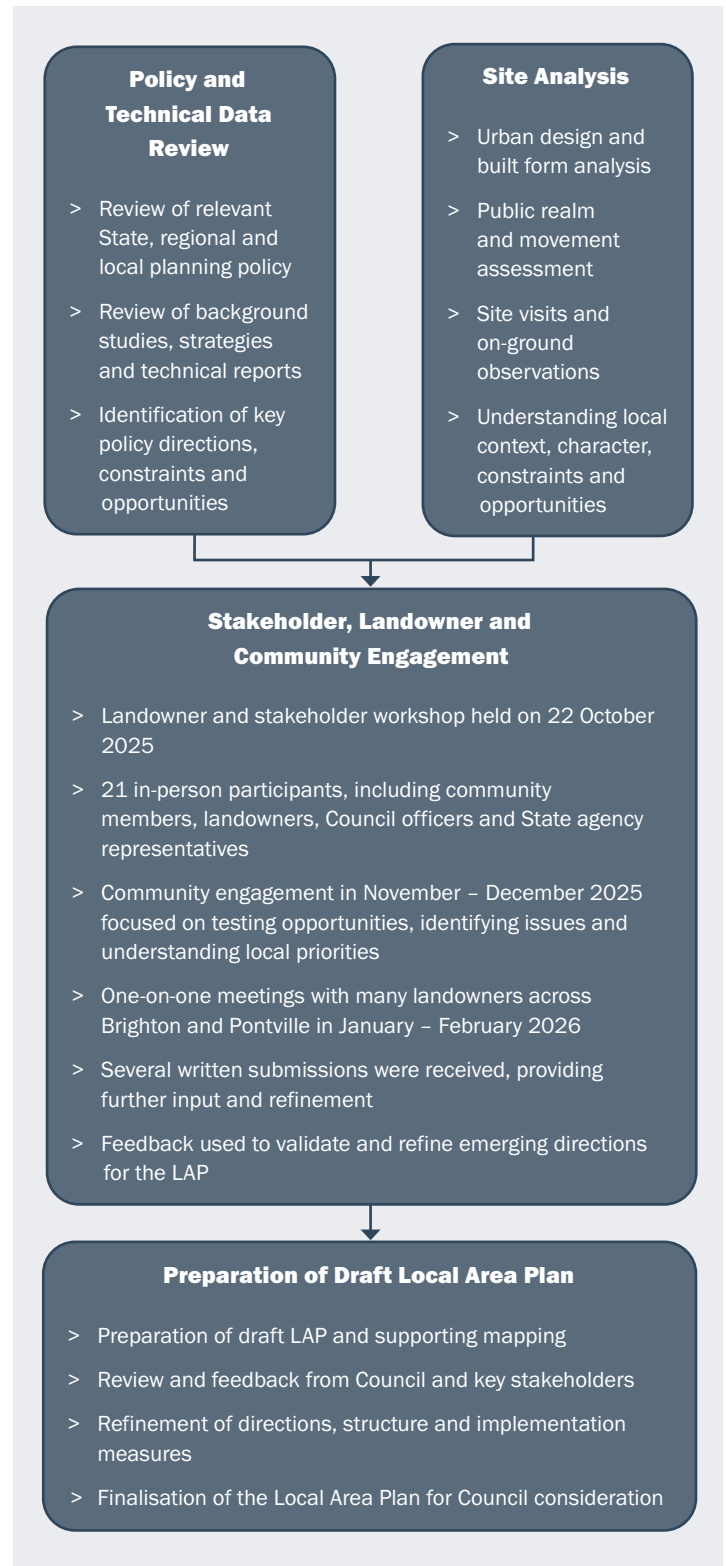 Policy and
Technical Data
Review
> Review of relevant
State, regional and
local planning policy
> Review of background
studies, strategies
and technical reports
> Identification of key
policy directions,
constraints and
opportunities
Site Analysis
> Urban design and
built form analysis
> Public realm
and movement
assessment
> Site visits and
on-ground
observations
> Understanding local
context, character,
constraints and
opportunities
Stakeholder, Landowner and
Community Engagement
> Landowner and stakeholder workshop held on 22 October
2025
> 21 in-person participants, including community
members, landowners, Council officers and State agency
representatives
> Community engagement in November – December 2025
focused on testing opportunities, identifying issues and
understanding local priorities
> One-on-one meetings with many landowners across
Brighton and Pontville in January – February 2026
> Several written submissions were received, providing
further input and refinement
> Feedback used to validate and refine emerging directions
for the LAP
Preparation of Draft Local Area Plan
> Preparation of draft LAP and supporting mapping
> Review and feedback from Council and key stakeholders
> Refinement of directions, structure and implementation
measures
> Finalisation of the Local Area Plan for Council consideration